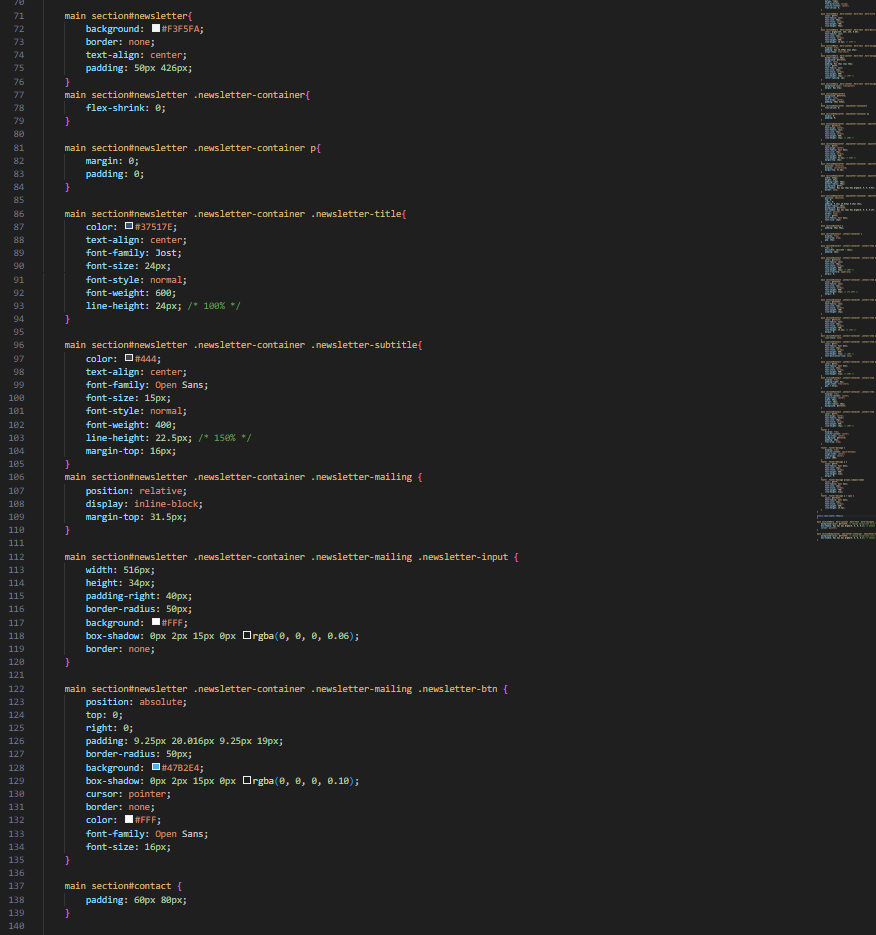 70
71 main section#newsletter{
72 background: #F3F5FA;
73 border: none;
74 text-align: center;
75 padding: 50px 426px;
76 }
77 main section#newsletter .newsletter-container{
78 flex-shrink: 0;
79 }
80
81 main section#newsletter .newsletter-container p{
82 margin: 0;
83 padding: 0;
84 }
85
86 main section#newsletter .newsletter-container .newsletter-title{
87 color: #37517E;
88 text-align: center;
89 font-family: Jost;
90 font-size: 24px;
91 font-style: normal;
92 font-weight: 600;
93 line-height: 24px; /* 100% */
94 }
95
96 main section#newsletter .newsletter-container .newsletter-subtitle{
97 color: #444;
98 text-align: center;
99 font-family: Open Sans;
100 font-size: 15px;
101 font-style: normal;
102 font-weight: 400;
103 line-height: 22.5px; /* 150% */
104 margin-top: 16px;
105 }
106 main section#newsletter .newsletter-container .newsletter-mailing {
107 position: relative;
108 display: inline-block;
109 margin-top: 31.5px;
110 }
111
112 main section#newsletter .newsletter-container .newsletter-mailing .newsletter-input {
113 width: 516px;
114 height: 34px;
115 padding-right: 40px;
116 border-radius: 50px;
117 background: #FFF;
118 box-shadow: 0px 2px 15px 0px rgba(0, 0, 0, 0.06);
119 border: none;
120 }
121
122 main section#newsletter .newsletter-container .newsletter-mailing .newsletter-btn {
123 position: absolute;
124 top: 0;
125 right: 0;
126 padding: 9.25px 20.016px 9.25px 19px;
127 border-radius: 50px;
128 background: #47B2E4;
129 box-shadow: 0px 2px 15px 0px rgba(0, 0, 0, 0.10);
130 cursor: pointer;
131 border: none;
132 color: #FFF;
133 font-family: Open Sans;
134 font-size: 16px;
135 }
136
137 main section#contact {
138 padding: 60px 80px;
139 }
140